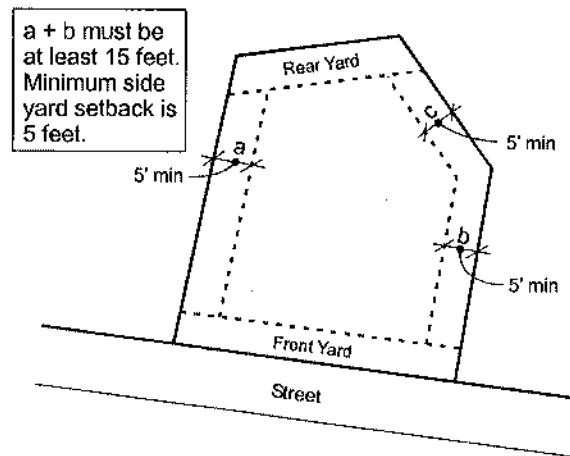 a + b must be
at least 15 feet.
Minimum side
yard setback is
5 feet.
Rear Yard
c
5' min
a
5' min
b
5' min
Front Yard
Street